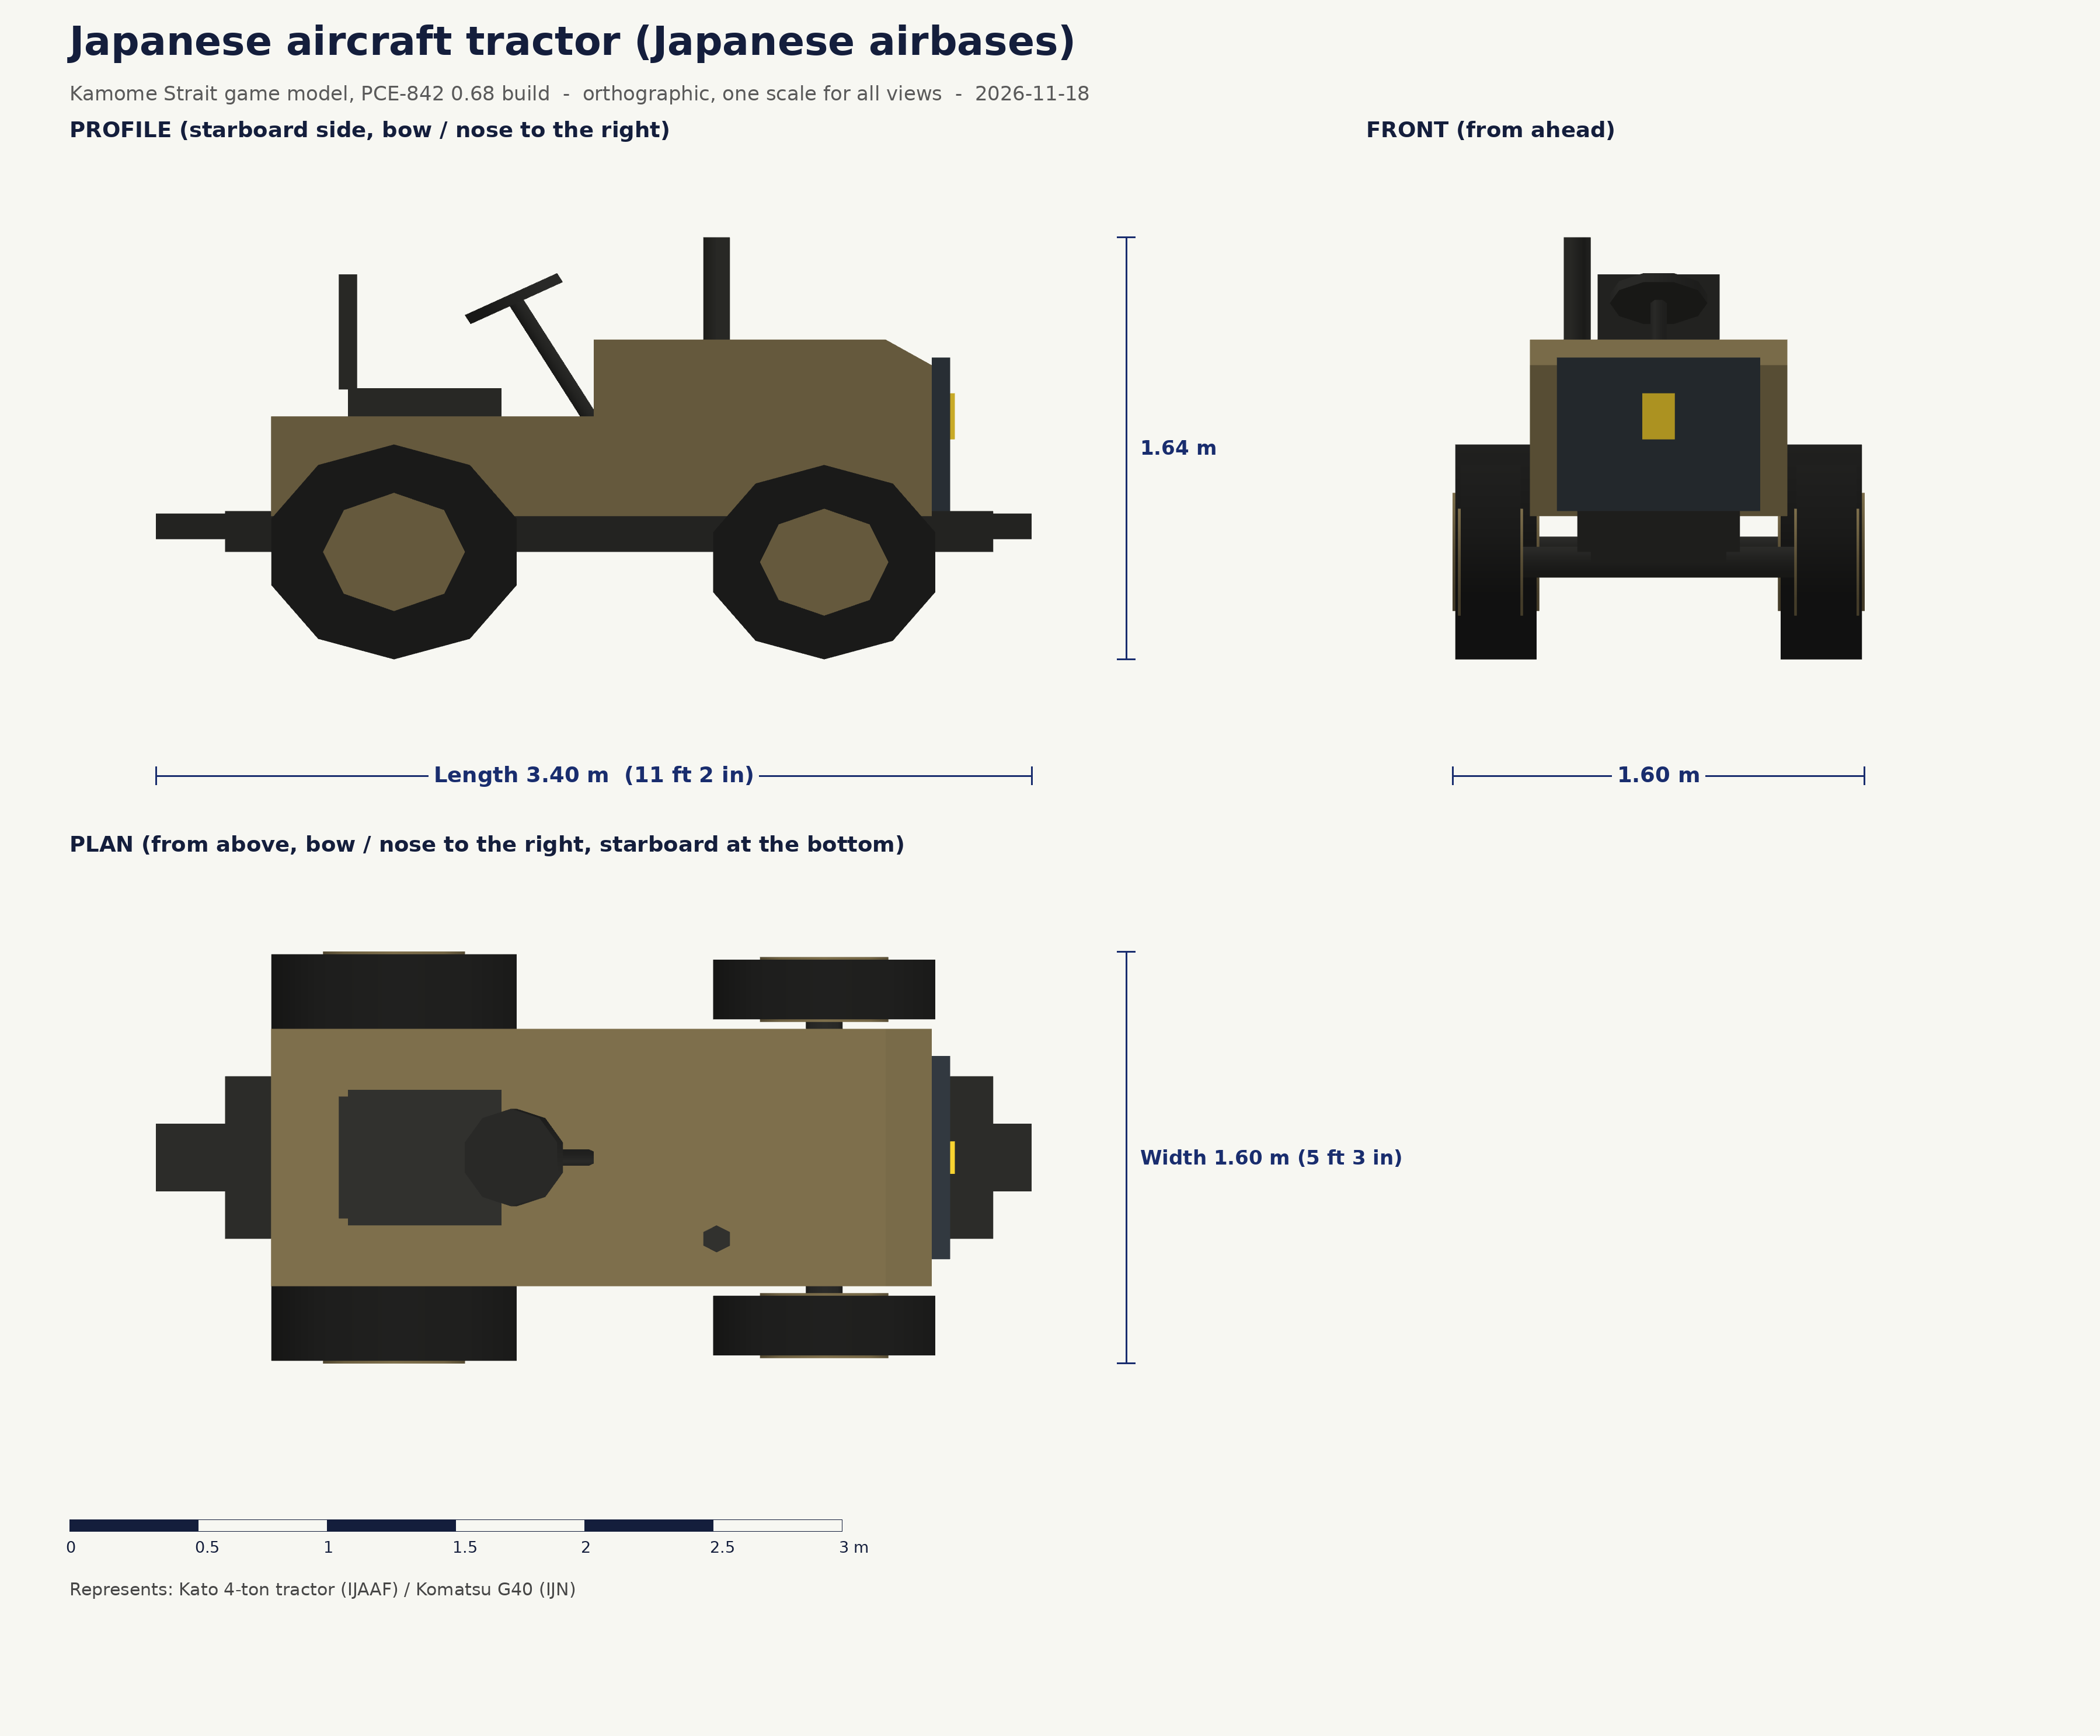 Japanese aircraft tractor (Japanese airbases)
Kamome Strait game model, PCE-842 0.68 build  -  orthographic, one scale for all views  -  2026-11-18
PROFILE (starboard side, bow / nose to the right)
FRONT (from ahead)
1.64 m
Length 3.40 m  (11 ft 2 in)
1.60 m
PLAN (from above, bow / nose to the right, starboard at the bottom)
Width 1.60 m (5 ft 3 in)
0 0.5 1 1.5 2 2.5 3 m
Represents: Kato 4-ton tractor (IJAAF) / Komatsu G40 (IJN)